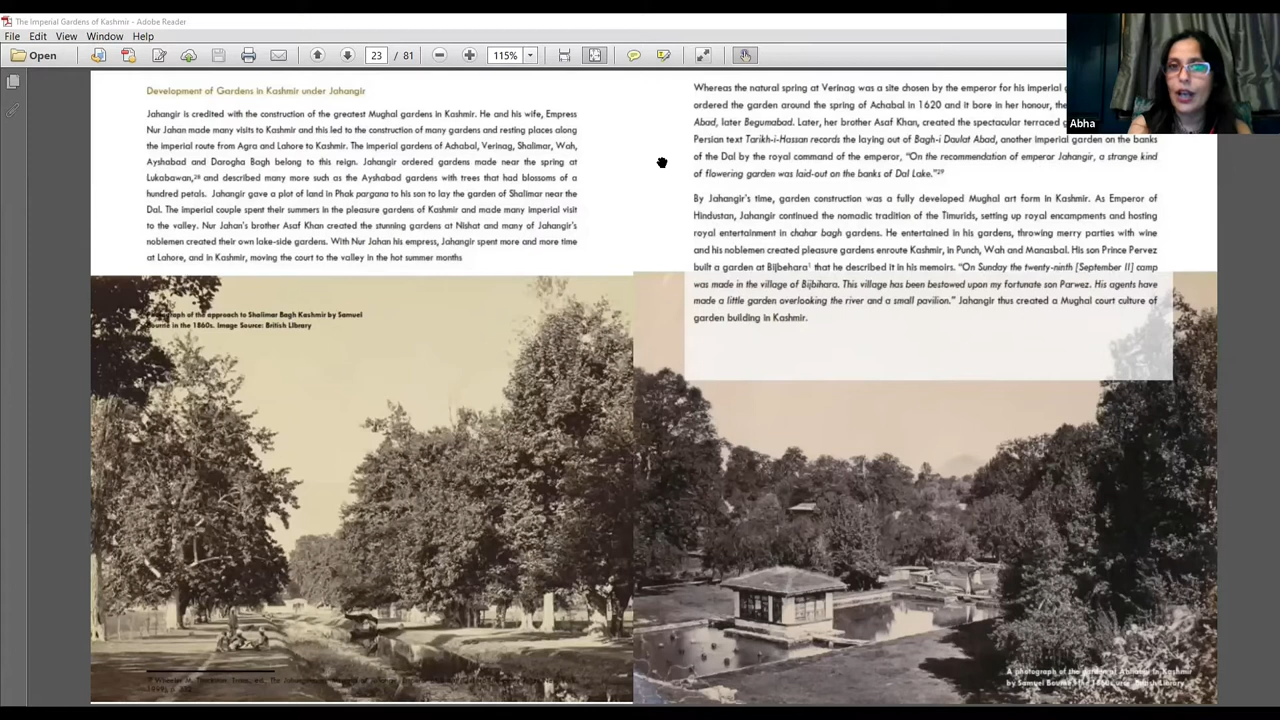 The Imperial Gardens of Kashmir - Adobe Reader
File Edit View Window Help
Open 23 / 81 115%
Abha
Development of Gardens in Kashmir under Jahangir
Jahangir is credited with the construction of the greatest Mughal gardens in Kashmir. He and his wife, Empress
Nur Jahan made many visits to Kashmir and this led to the construction of many gardens and resting places along
the imperial route from Agra and Lahore to Kashmir. The imperial gardens of Achabal, Verinag, Shalimar, Wah,
Ayshabad and Darogha Bagh belong to this reign. Jahangir ordered gardens made near the spring at
Lukabawan,²⁸ and described many more such as the Ayshabad gardens with trees that had blossoms of a
hundred petals. Jahangir gave a plot of land in Phak pargana to his son to lay the garden of Shalimar near the
Dal. The imperial couple spent their summers in the pleasure gardens of Kashmir and made many imperial visit
to the valley. Nur Jahan's brother Asaf Khan created the stunning gardens at Nishat and many of Jahangir's
noblemen created their own lake-side gardens. With Nur Jahan his empress, Jahangir spent more and more time
at Lahore, and in Kashmir, moving the court to the valley in the hot summer months
Photograph of the approach to Shalimar Bagh Kashmir by Samuel
Bourne in the 1860s. Image Source: British Library
Whereas the natural spring at Verinag was a site chosen by the emperor for his imperial
ordered the garden around the spring of Achabal in 1620 and it bore in her honour, the
Abad, later Begumabad. Later, her brother Asaf Khan, created the spectacular terraced
Persian text Tarikh-i-Hassan records the laying out of Bagh-i Daulat Abad, another imperial garden on the banks
of the Dal by the royal command of the emperor, “On the recommendation of emperor Jahangir, a strange kind
of flowering garden was laid-out on the banks of Dal Lake.”²⁹
By Jahangir's time, garden construction was a fully developed Mughal art form in Kashmir. As Emperor of
Hindustan, Jahangir continued the nomadic tradition of the Timurids, setting up royal encampments and hosting
royal entertainment in chahar bagh gardens. He entertained in his gardens, throwing merry parties with wine
and his noblemen created pleasure gardens enroute Kashmir, in Punch, Wah and Manasbal. His son Prince Pervez
built a garden at Bijbehara¹ that he described it in his memoirs. “On Sunday the twenty-ninth [September II] camp
was made in the village of Bijbihara. This village has been bestowed upon my fortunate son Parwez. His agents have
made a little garden overlooking the river and a small pavilion.” Jahangir thus created a Mughal court culture of
garden building in Kashmir.
A photograph of the garden at in Kashmir
by Samuel Bourne British Library